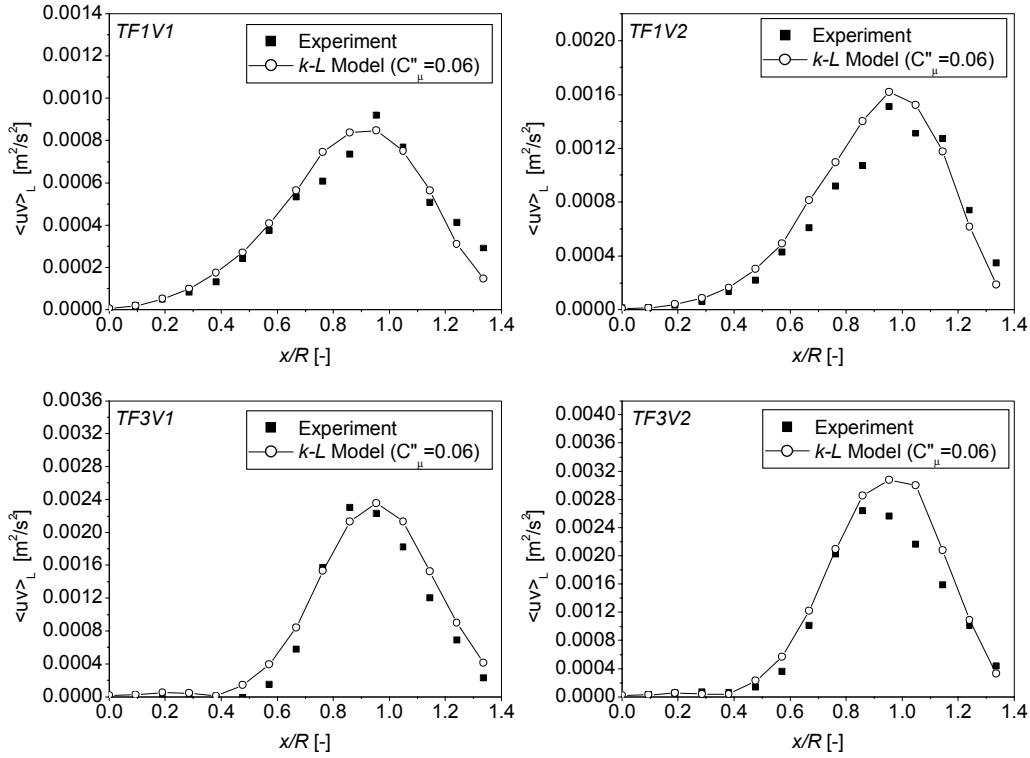 TF1V1
Experiment
k-L Model (C"μ=0.06)
<uv>L [m²/s²]
0.0014
0.0012
0.0010
0.0008
0.0006
0.0004
0.0002
0.0000
0.0 0.2 0.4 0.6 0.8 1.0 1.2 1.4
x/R [-]
TF1V2
Experiment
k-L Model (C"μ=0.06)
<uv>L [m²/s²]
0.0020
0.0016
0.0012
0.0008
0.0004
0.0000
0.0 0.2 0.4 0.6 0.8 1.0 1.2 1.4
x/R [-]
TF3V1
Experiment
k-L Model (C"μ=0.06)
<uv>L [m²/s²]
0.0036
0.0032
0.0028
0.0024
0.0020
0.0016
0.0012
0.0008
0.0004
0.0000
0.0 0.2 0.4 0.6 0.8 1.0 1.2 1.4
x/R [-]
TF3V2
Experiment
k-L Model (C"μ=0.06)
<uv>L [m²/s²]
0.0040
0.0036
0.0032
0.0028
0.0024
0.0020
0.0016
0.0012
0.0008
0.0004
0.0000
0.0 0.2 0.4 0.6 0.8 1.0 1.2 1.4
x/R [-]